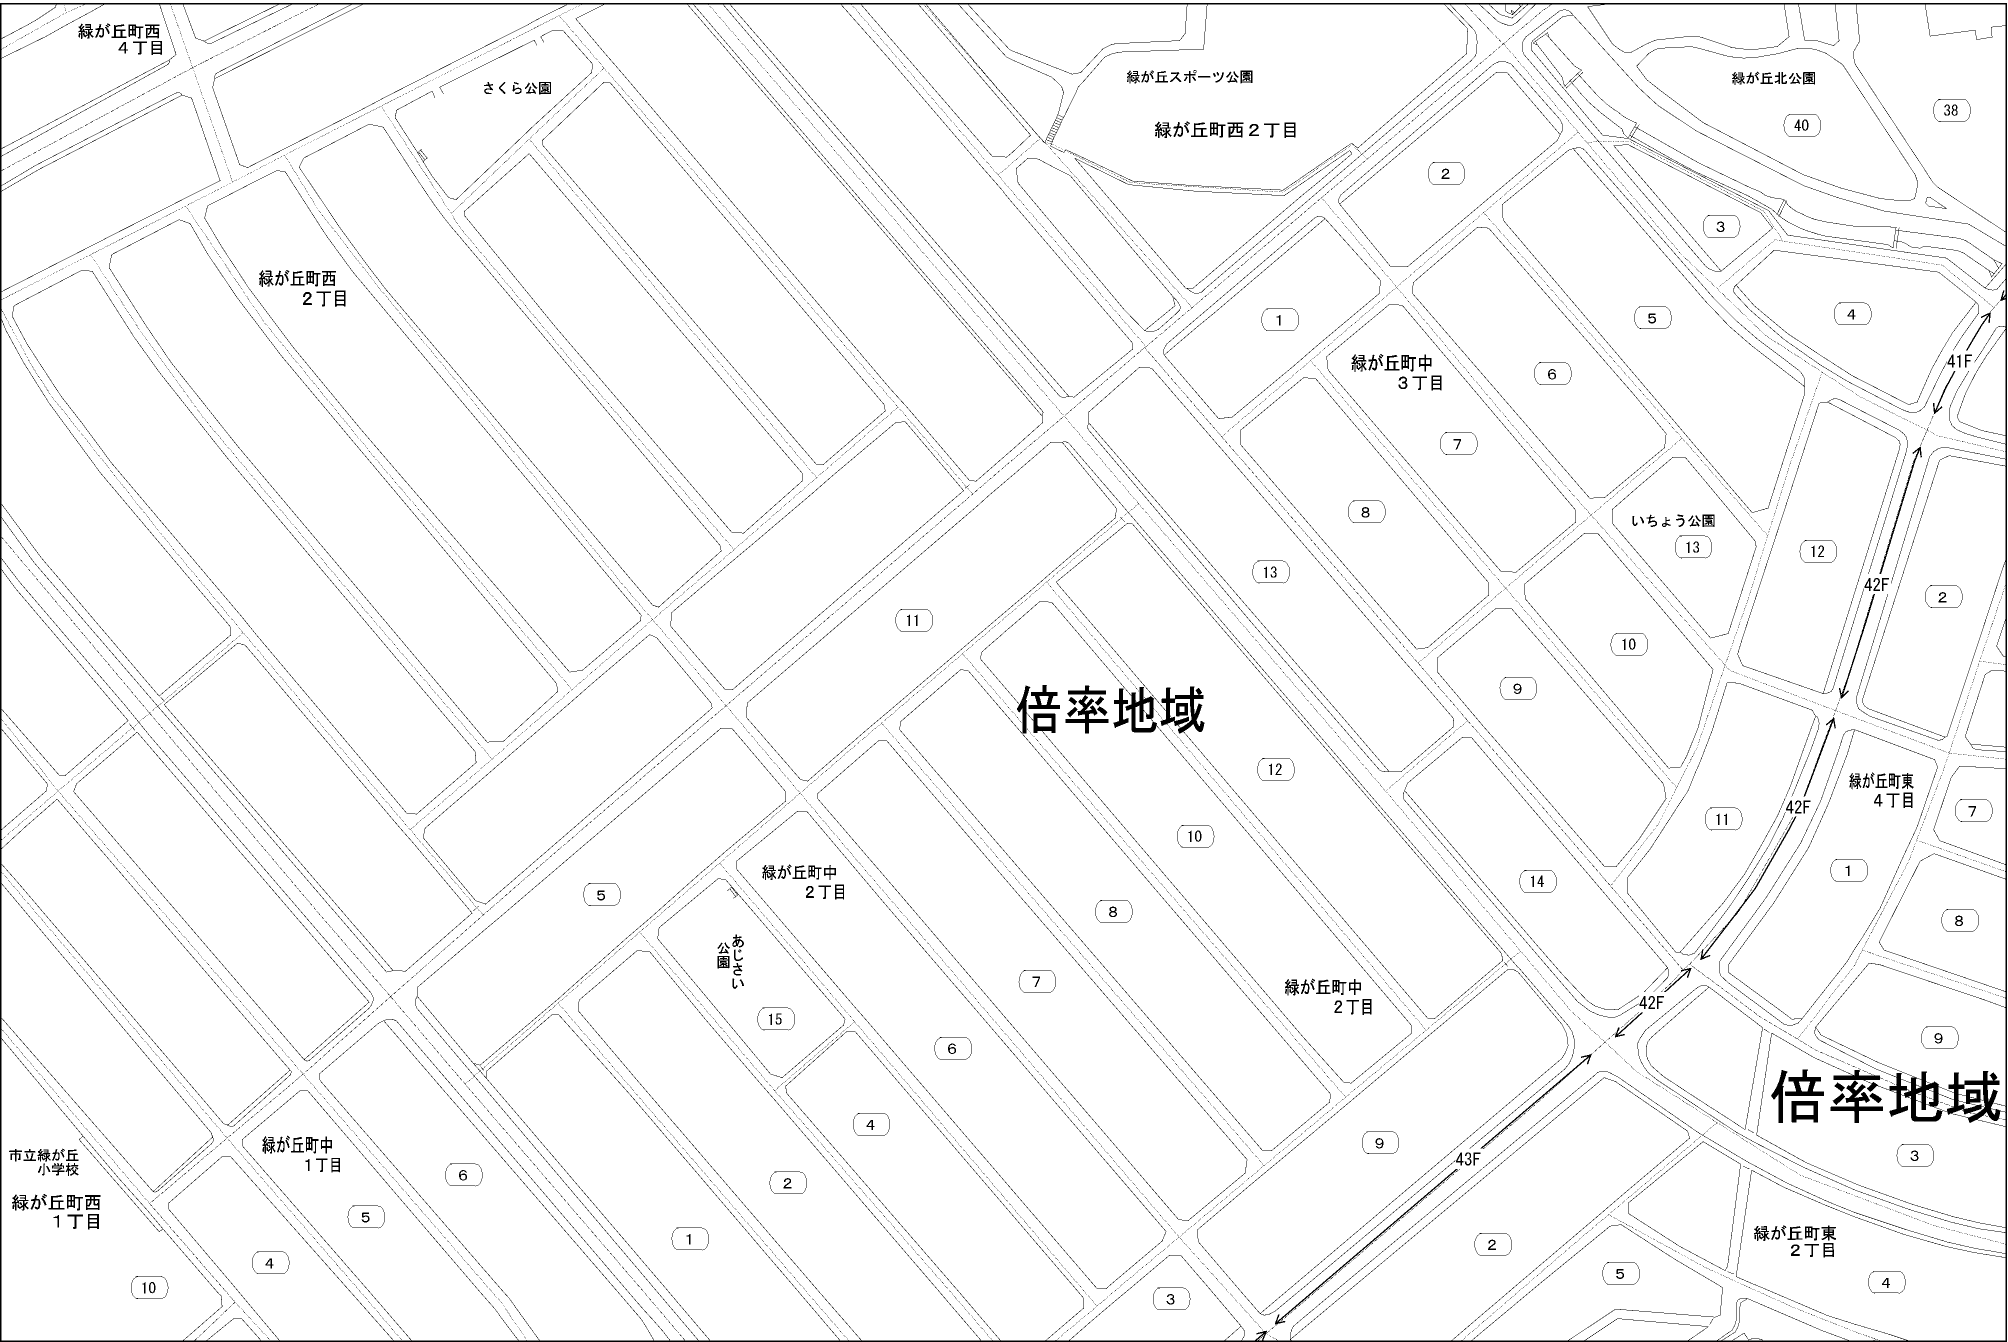 緑が丘町西
4丁目
さくら公園
緑が丘スポーツ公園
緑が丘町西2丁目
緑が丘北公園
40
38
2
3
緑が丘町西
2丁目
1
5
4
緑が丘町中
3丁目
6
41F
7
8
いちょう公園
13
12
13
42F
2
11
10
9
倍率地域
12
緑が丘町東
4丁目
42F
7
11
10
1
緑が丘町中
2丁目
14
5
8
8
あじさい
公園
7
緑が丘町中
2丁目
42F
15
6
9
倍率地域
4
9
市立緑が丘
小学校
緑が丘町中
1丁目
3
43F
6
2
緑が丘町西
1丁目
5
1
2
緑が丘町東
2丁目
4
5
10
3
4